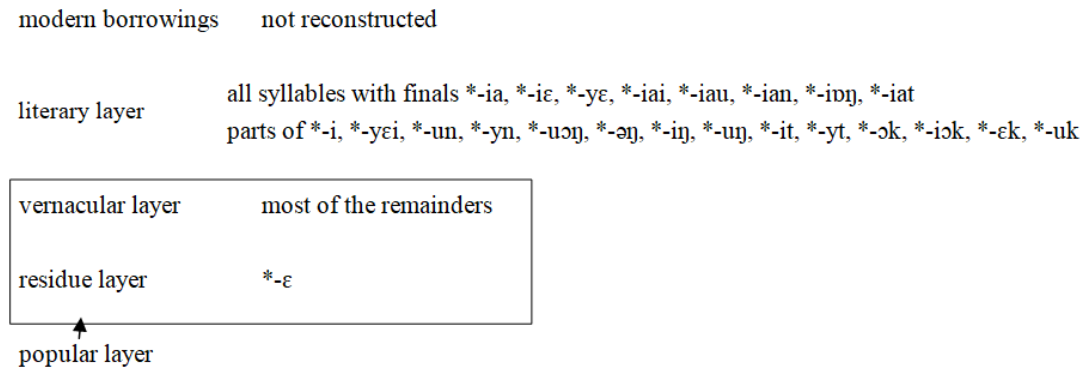 modern borrowings not reconstructed
literary layer all syllables with finals *-ia, *-iɛ, *-yɛ, *-iai, *-iau, *-ian, *-iɒŋ, *-iat
parts of *-i, *-yɛi, *-un, *-yn, *-uɔŋ, *-əŋ, *-iŋ, *-uŋ, *-it, *-yt, *-ɔk, *-iɔk, *-ɛk, *-uk
vernacular layer most of the remainders
residue layer *-ɛ
popular layer